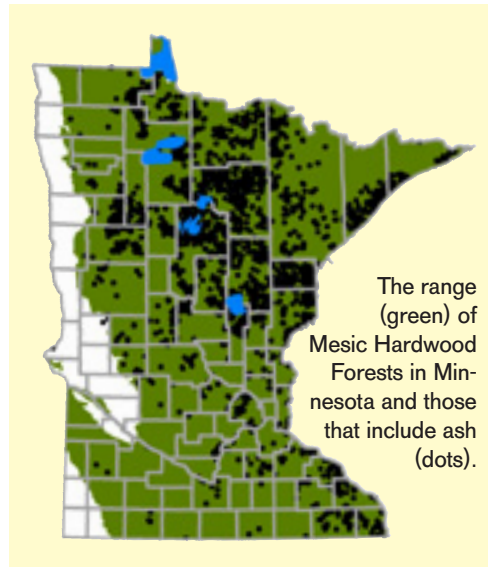 The range
(green) of
Mesic Hardwood
Forests in Min-
nesota and those
that include ash
(dots).